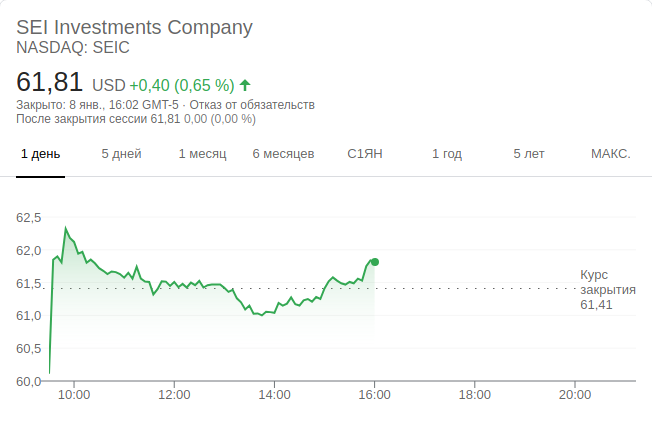 SEI Investments Company
NASDAQ: SEIC
61,81 USD +0,40 (0,65 %)
Закрыто: 8 янв., 16:02 GMT-5 · Отказ от обязательств
После закрытия сессии 61,81 0,00 (0,00 %)
1 день 5 дней 1 месяц 6 месяцев С1ЯН 1 год 5 лет МАКС.
62,5
62,0
61,5
61,0
60,5
60,0
Курс
закрытия
61,41
10:00 12:00 14:00 16:00 18:00 20:00